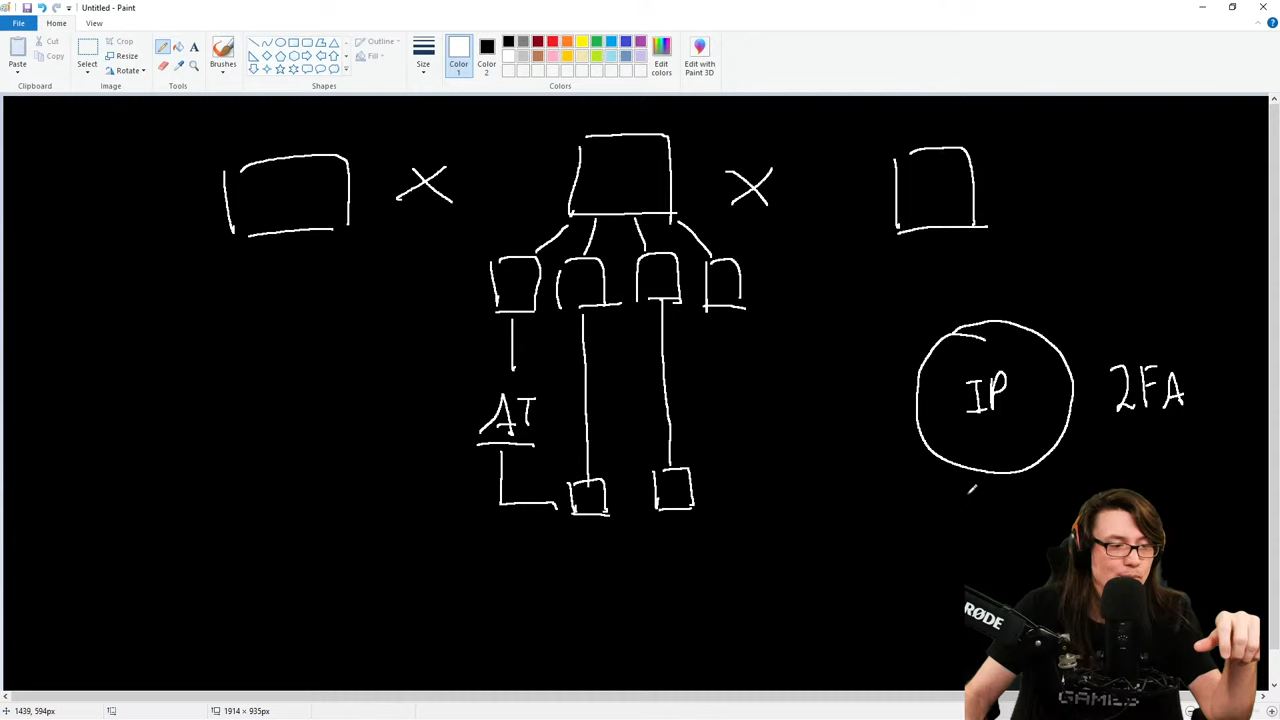 Untitled - Paint
File
Home
View
Paste
Cut
Copy
Clipboard
Select
Crop
Resize
Rotate
Image
Tools
Brushes
Outline
Fill
Shapes
Size
Color 1
Color 2
Edit colors
Colors
Edit with Paint 3D
X
X
IP
2FA
AT
RØDE
GAMES
1439, 594px
1914 × 935px